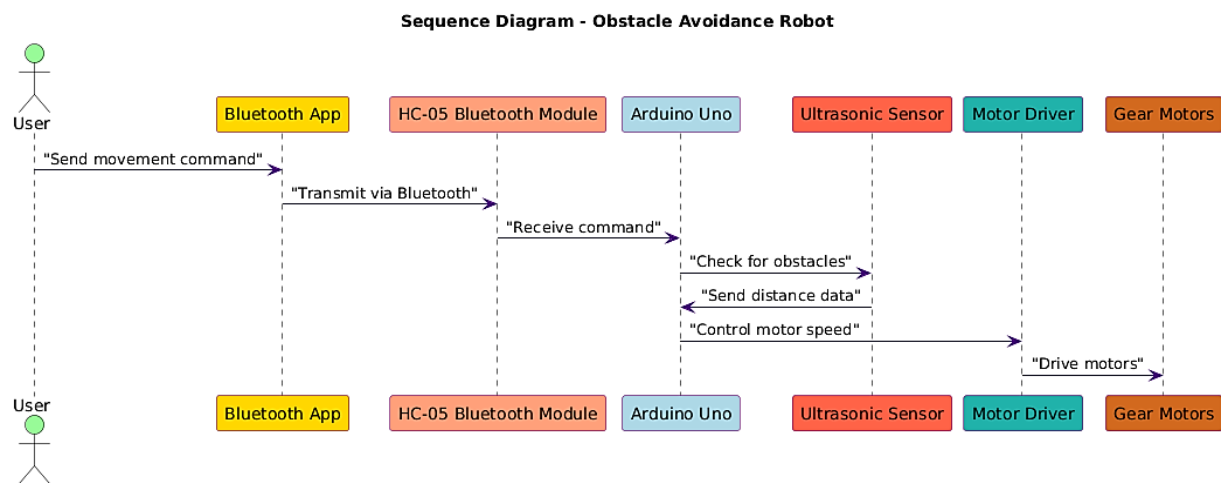 Sequence Diagram - Obstacle Avoidance Robot
User
Bluetooth App
HC-05 Bluetooth Module
Arduino Uno
Ultrasonic Sensor
Motor Driver
Gear Motors
"Send movement command"
"Transmit via Bluetooth"
"Receive command"
"Check for obstacles"
"Send distance data"
"Control motor speed"
"Drive motors"
User
Bluetooth App
HC-05 Bluetooth Module
Arduino Uno
Ultrasonic Sensor
Motor Driver
Gear Motors